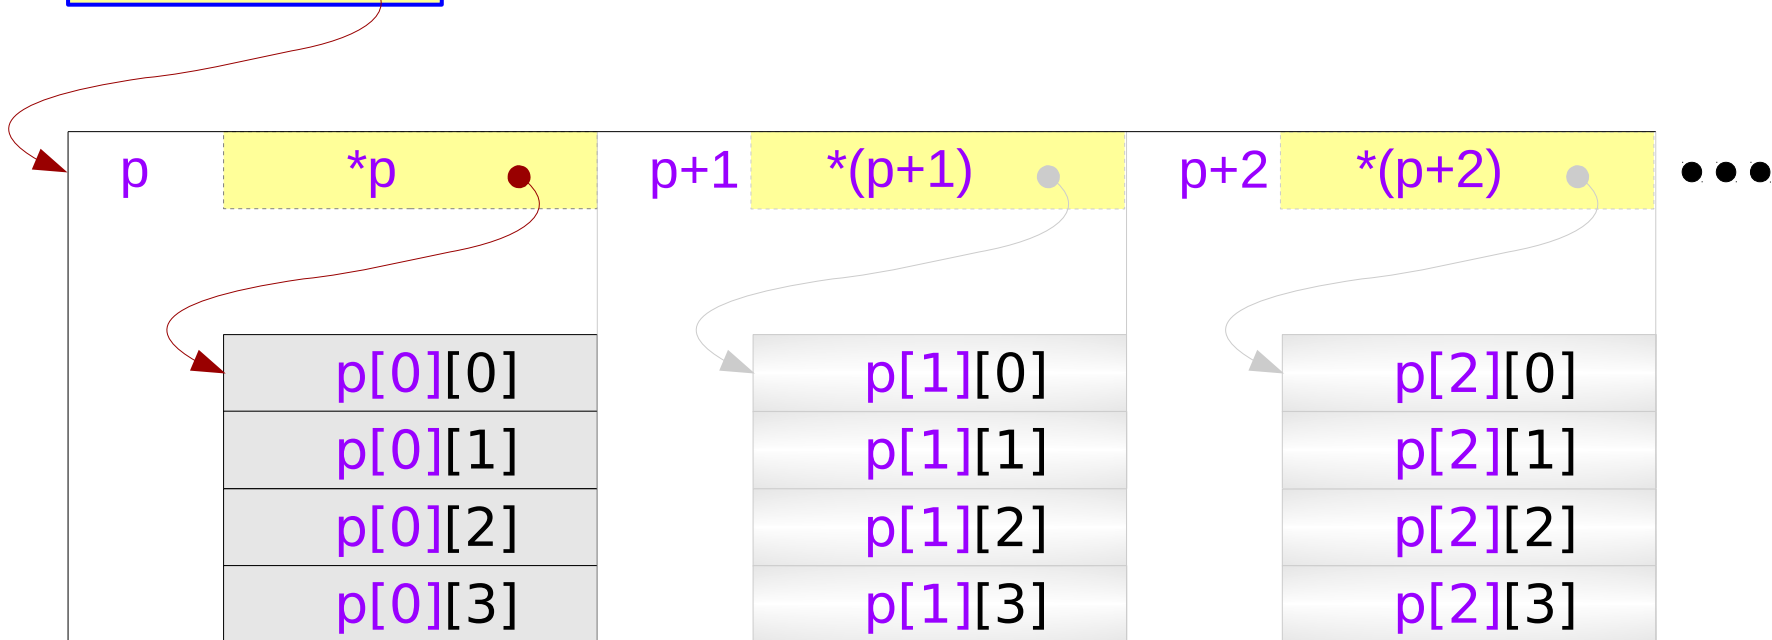 p *p p+1 *(p+1) p+2 *(p+2) •••
p[0][0] p[1][0] p[2][0]
p[0][1] p[1][1] p[2][1]
p[0][2] p[1][2] p[2][2]
p[0][3] p[1][3] p[2][3]